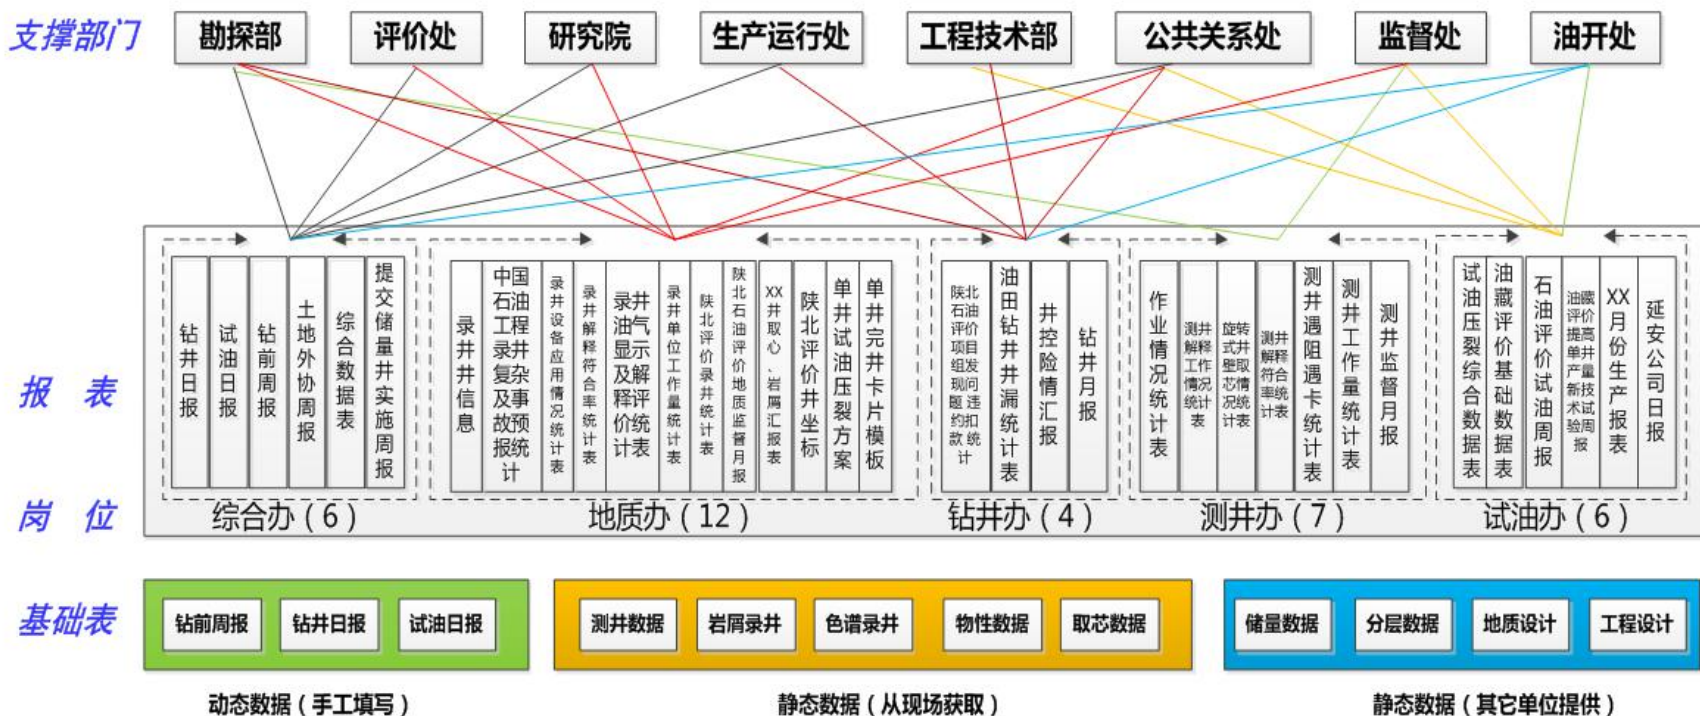 支撑部门
勘探部
评价处
研究院
生产运行处
工程技术部
公共关系处
监督处
油开处
报 表
钻井日报
试油日报
钻前周报
土地外协周报
综合数据表
提交储量井实施周报
录井井信息
中国石油工程录井复杂及事故预报统计
录井设备应用情况统计表
录井解释符合率统计表
录井油气显示及解释评价统计表
录井单位工作量统计表
陕北评价录井统计表
陕北石油评价地质监督月报
XX井取心、岩屑汇报表
陕北评价井坐标
单井试油压裂方案
单井完井卡片模板
陕北石油评价项目组发现问题违约扣款统计
油田钻井井漏统计表
井控险情汇报
钻井月报
作业情况统计表
测井解释工作情况统计表
旋转式井壁取芯情况统计表
测井解释符合率统计表
测井遇阻遇卡统计表
测井工作量统计表
测井监督月报
试油压裂综合数据表
油藏评价基础数据表
石油评价试油周报
油藏评价提高单井产量新技术试验周报
XX月份生产报表
延安公司日报
岗 位
综合办（6）
地质办（12）
钻井办（4）
测井办（7）
试油办（6）
基础表
钻前周报
钻井日报
试油日报
测井数据
岩屑录井
色谱录井
物性数据
取芯数据
储量数据
分层数据
地质设计
工程设计
动态数据（手工填写）
静态数据（从现场获取）
静态数据（其它单位提供）